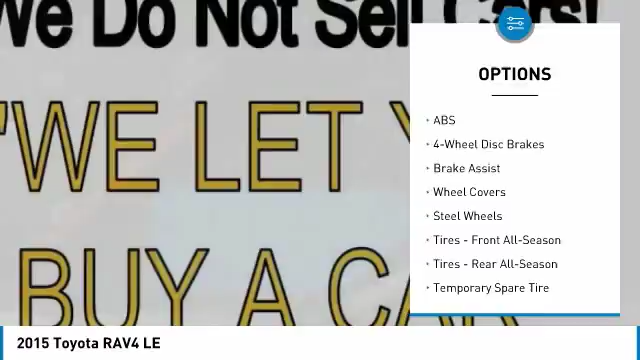 We Do Not Sell Cars!
"WE LET
BUY A
OPTIONS
ABS
4-Wheel Disc Brakes
Brake Assist
Wheel Covers
Steel Wheels
Tires - Front All-Season
Tires - Rear All-Season
Temporary Spare Tire
2015 Toyota RAV4 LE